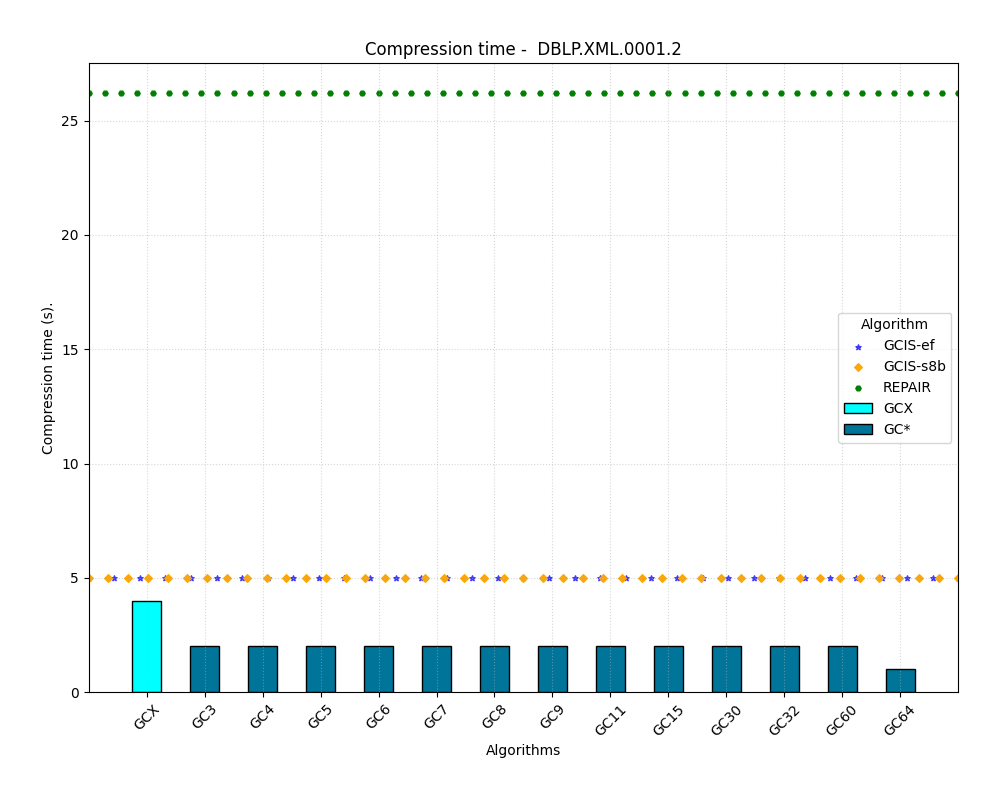 Compression time -  DBLP.XML.0001.2
25
20
15
10
5
0
Compression time (s).
Algorithm
GCIS-ef
GCIS-s8b
REPAIR
GCX
GC*
GCX
GC3
GC4
GC5
GC6
GC7
GC8
GC9
GC11
GC15
GC30
GC32
GC60
GC64
Algorithms